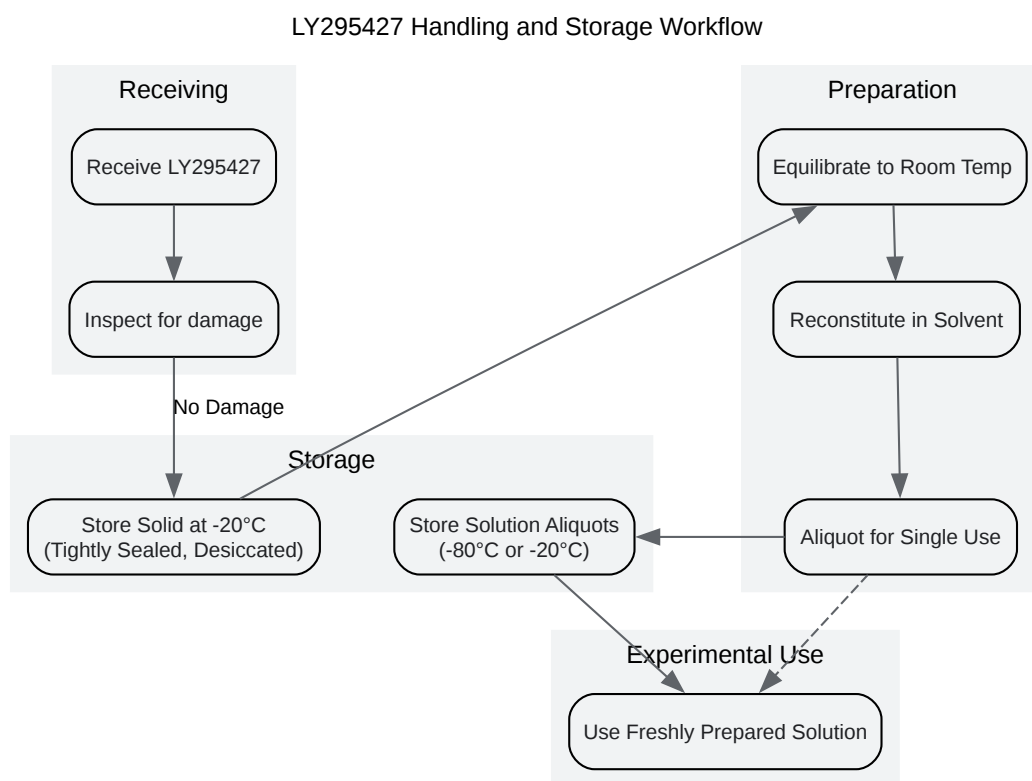 LY295427 Handling and Storage Workflow
Receiving
Receive LY295427
Inspect for damage
No Damage
Storage
Store Solid at -20°C
(Tightly Sealed, Desiccated)
Store Solution Aliquots
(-80°C or -20°C)
Preparation
Equilibrate to Room Temp
Reconstitute in Solvent
Aliquot for Single Use
Experimental Use
Use Freshly Prepared Solution